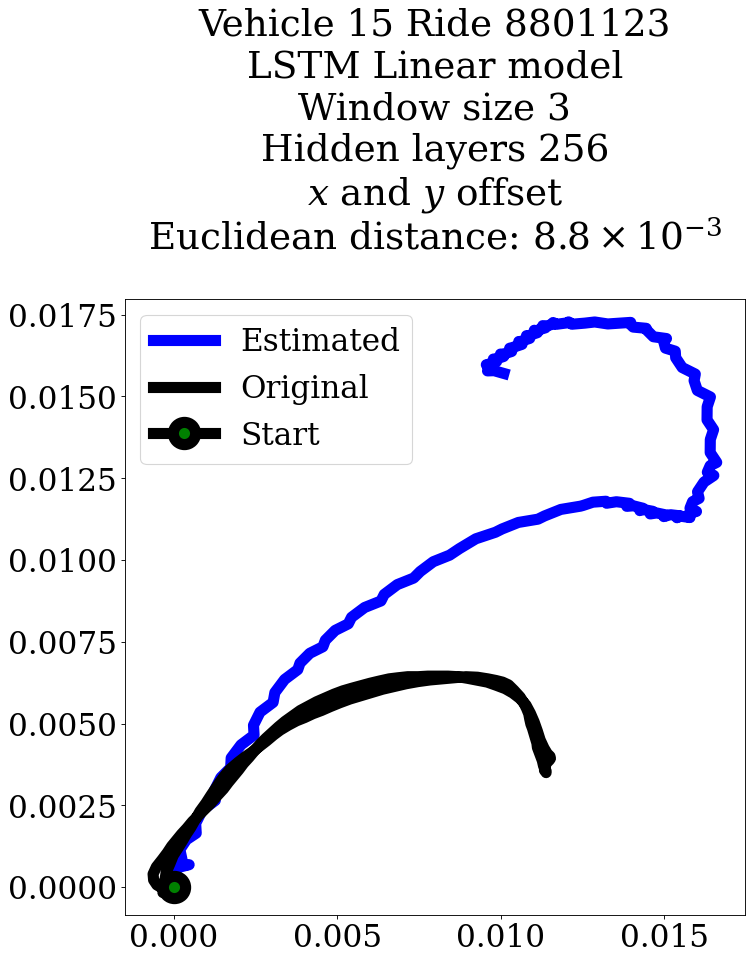 Vehicle 15 Ride 8801123
LSTM Linear model
Window size 3
Hidden layers 256
x and y offset
Euclidean distance: 8.8 × 10⁻³
0.0175
0.0150
0.0125
0.0100
0.0075
0.0050
0.0025
0.0000
Estimated
Original
Start
0.000 0.005 0.010 0.015